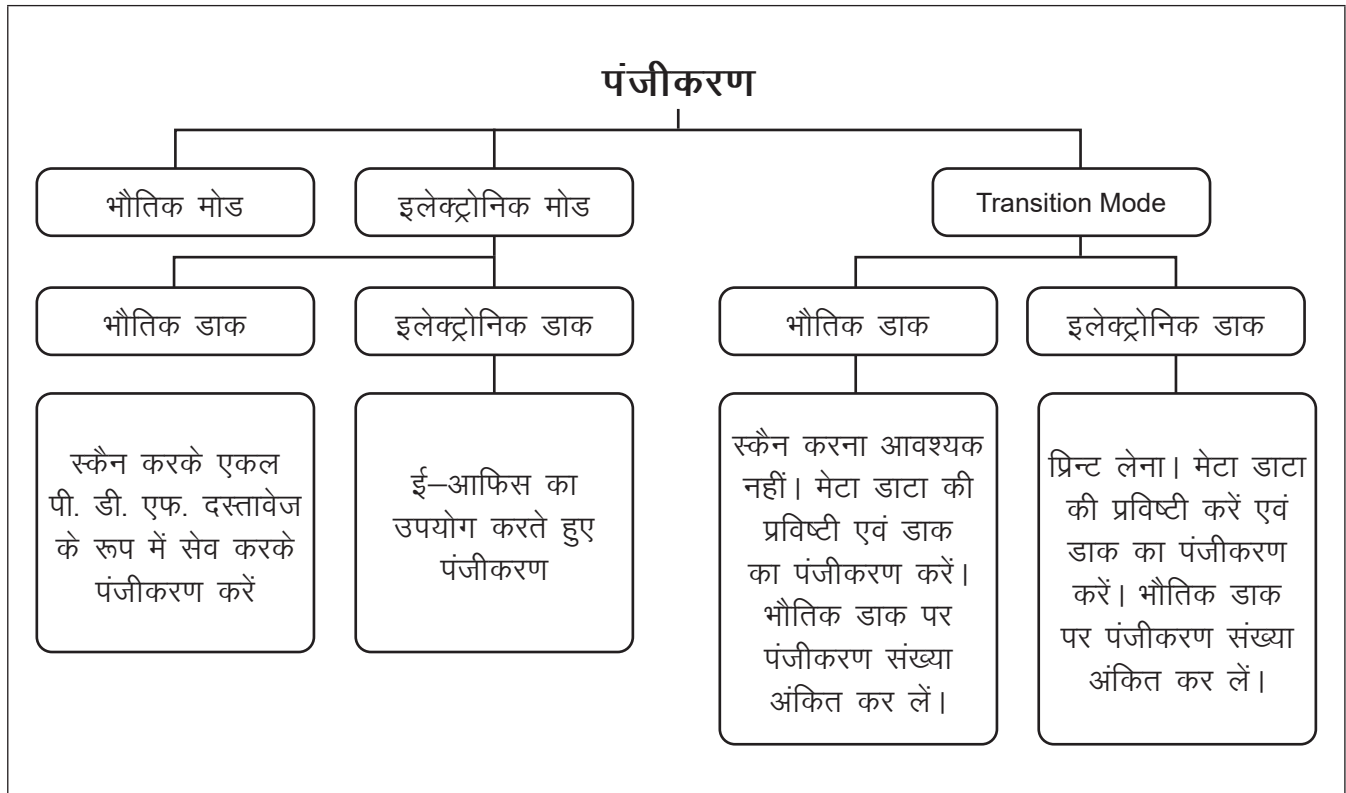 पंजीकरण
भौतिक मोड
इलेक्ट्रोनिक मोड
Transition Mode
भौतिक डाक
इलेक्ट्रोनिक डाक
भौतिक डाक
इलेक्ट्रोनिक डाक
स्कैन करके एकल
पी. डी. एफ. दस्तावेज
के रूप में सेव करके
पंजीकरण करें
ई–आफिस का
उपयोग करते हुए
पंजीकरण
स्कैन करना आवश्यक
नहीं। मेटा डाटा की
प्रविष्टी एवं डाक
का पंजीकरण करें।
भौतिक डाक पर
पंजीकरण संख्या
अंकित कर लें।
प्रिन्ट लेना। मेटा डाटा
की प्रविष्टी करें एवं
डाक का पंजीकरण
करें। भौतिक डाक
पर पंजीकरण संख्या
अंकित कर लें।